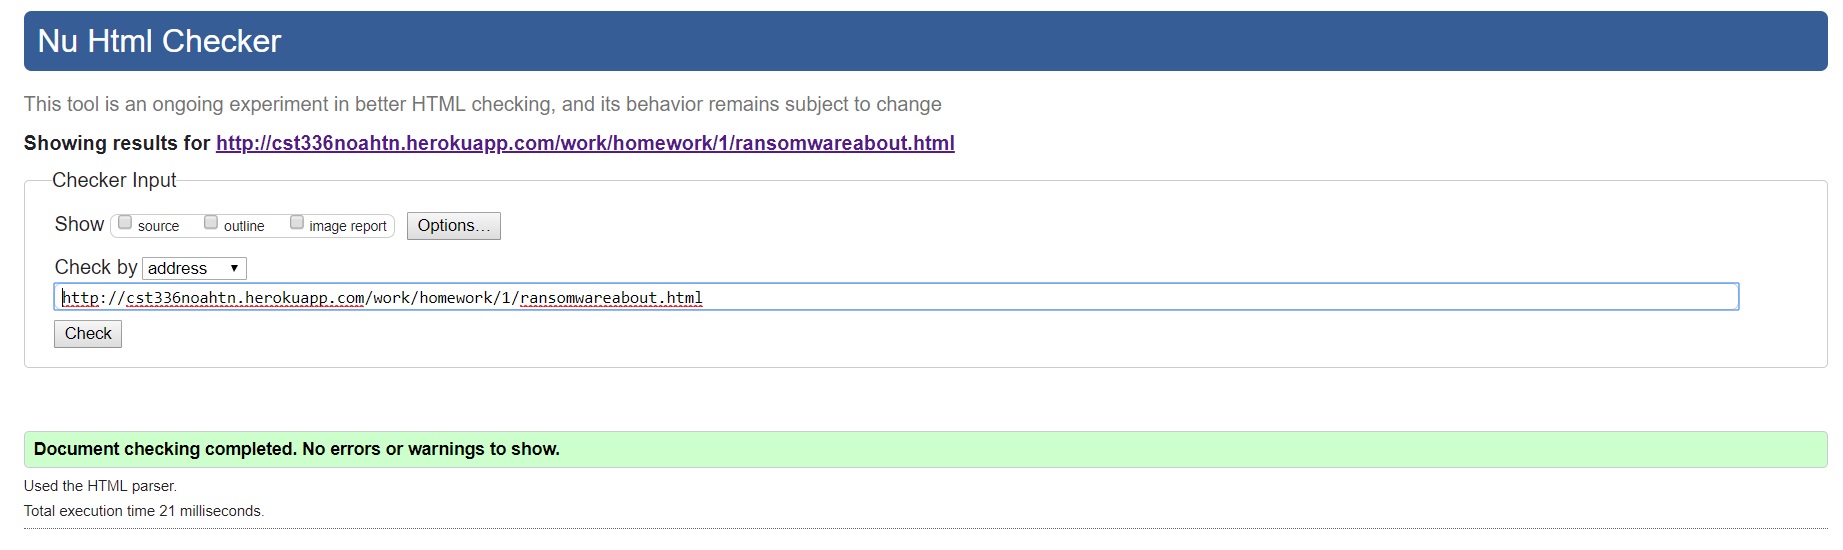 Nu Html Checker
This tool is an ongoing experiment in better HTML checking, and its behavior remains subject to change
Showing results for http://cst336noahtn.herokuapp.com/work/homework/1/ransomwareabout.html
Checker Input
Show source outline image report Options...
Check by address
http://cst336noahtn.herokuapp.com/work/homework/1/ransomwareabout.html
Check
Document checking completed. No errors or warnings to show.
Used the HTML parser.
Total execution time 21 milliseconds.